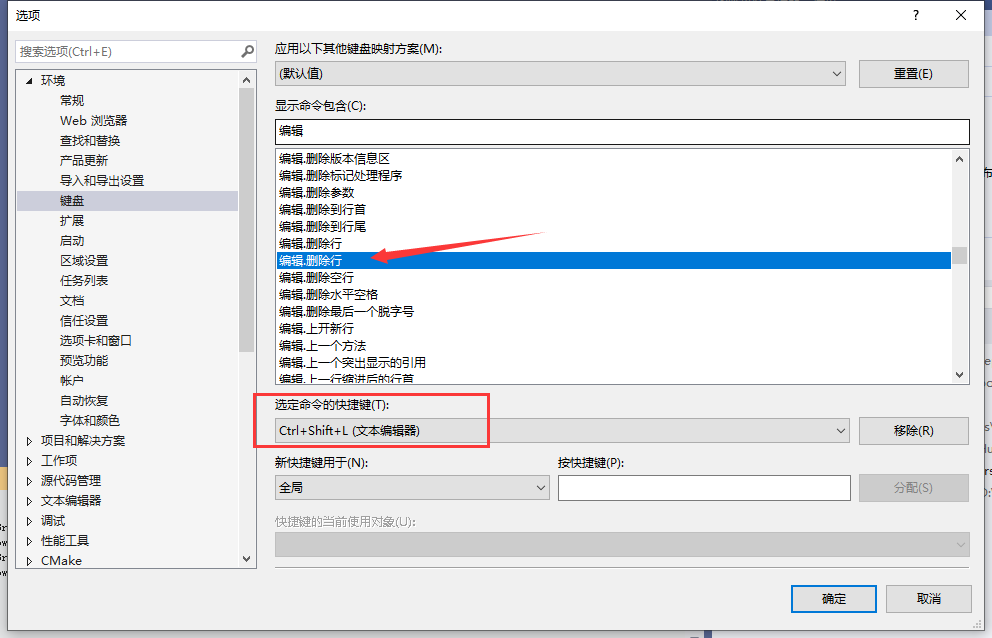 选项
?
搜索选项(Ctrl+E)
环境
常规
Web 浏览器
查找和替换
产品更新
导入和导出设置
键盘
扩展
启动
区域设置
任务列表
文档
信任设置
选项卡和窗口
预览功能
帐户
自动恢复
字体和颜色
项目和解决方案
工作项
源代码管理
文本编辑器
调试
性能工具
CMake
应用以下其他键盘映射方案(M):
(默认值)
重置(E)
显示命令包含(C):
编辑
编辑.删除版本信息区
编辑.删除标记处理程序
编辑.删除参数
编辑.删除到行首
编辑.删除到行尾
编辑.删除行
编辑.删除行
编辑.删除空行
编辑.删除水平空格
编辑.删除最后一个脱字号
编辑.上开新行
编辑.上一个方法
编辑.上一个突出显示的引用
编辑.上一行缩进后的行首
选定命令的快捷键(T):
Ctrl+Shift+L (文本编辑器)
移除(R)
新快捷键用于(N):
按快捷键(P):
全局
分配(S)
快捷键的当前使用对象(U):
确定
取消